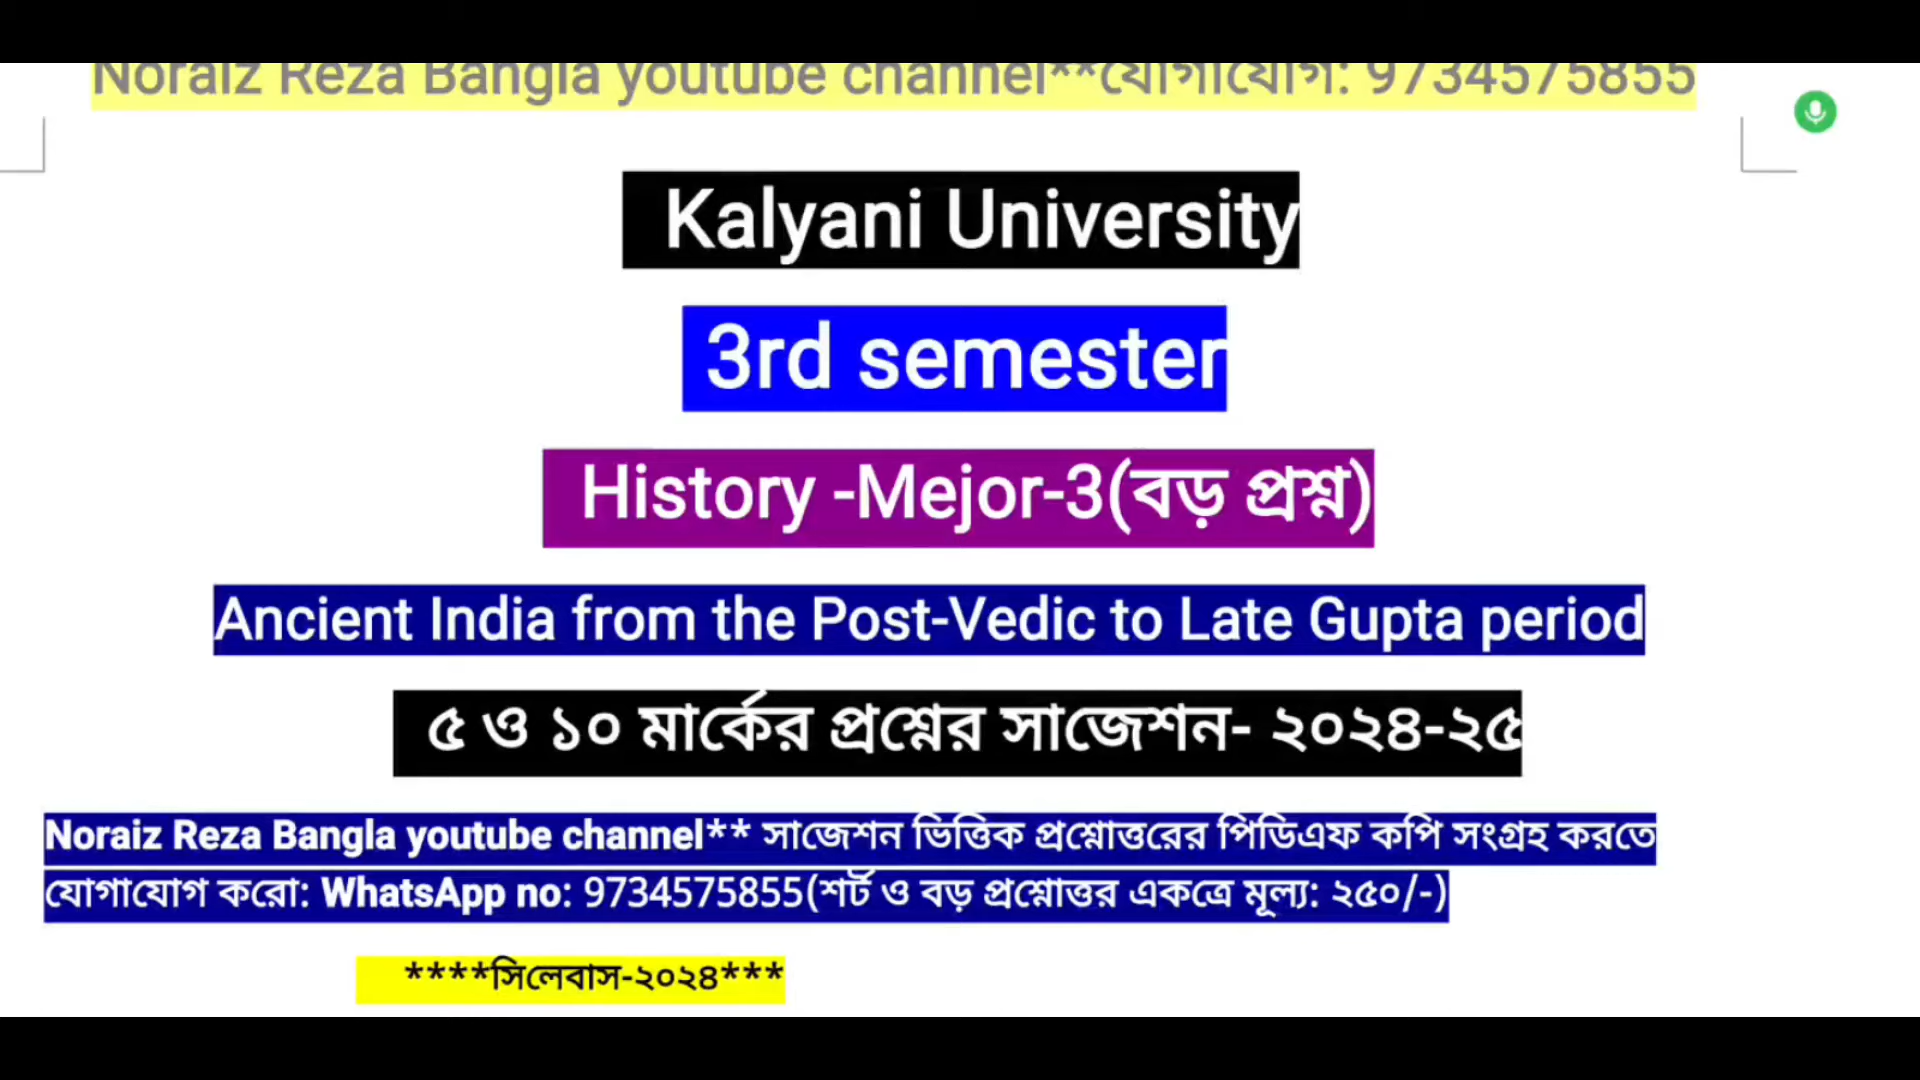 Noraiz Reza Bangla youtube channel**যোগাযোগ: 9734575855
Kalyani University
3rd semester
History -Mejor-3(বড় প্রশ্ন)
Ancient India from the Post-Vedic to Late Gupta period
৫ ও ১০ মার্কের প্রশ্নের সাজেশন- ২০২৪-২৫
Noraiz Reza Bangla youtube channel** সাজেশন ভিত্তিক প্রশ্নোত্তরের পিডিএফ কপি সংগ্রহ করতে
যোগাযোগ করো: WhatsApp no: 9734575855(শর্ট ও বড় প্রশ্নোত্তর একত্রে মূল্য: ২৫০/-)
****সিলেবাস-২০২৪***